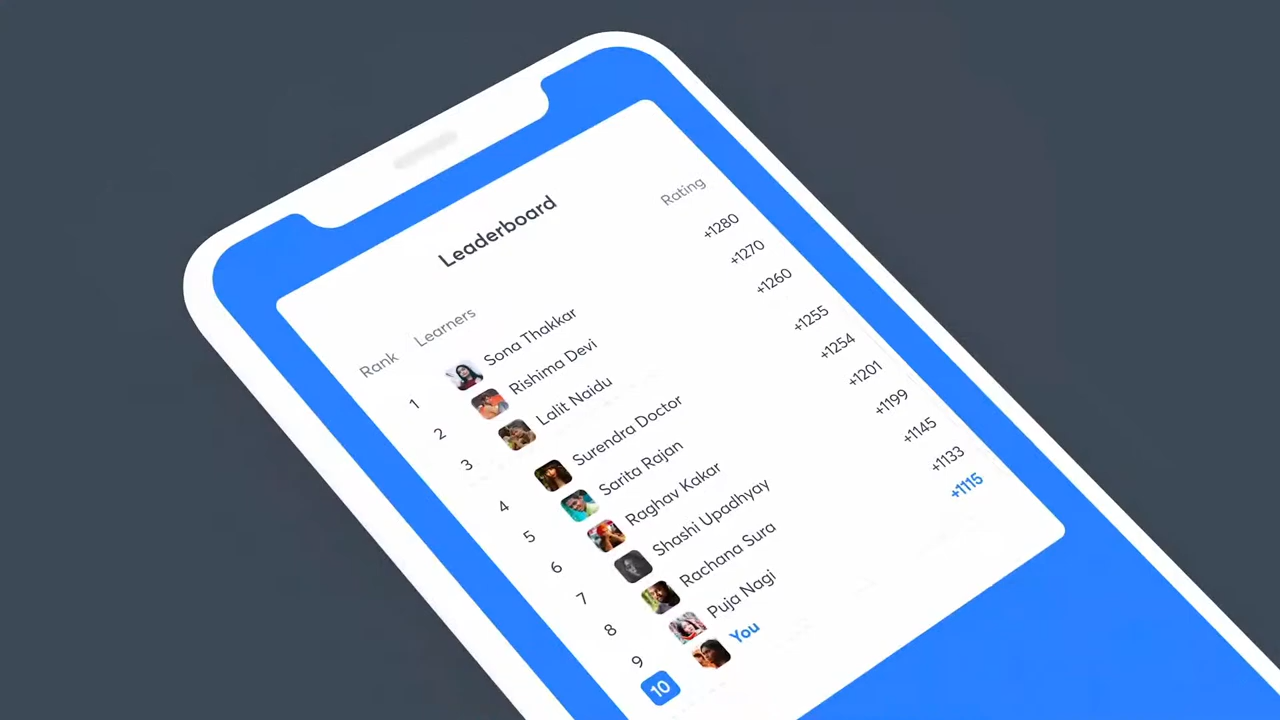 Leaderboard
Rank Learners Rating
1 Sona Thakkar +1280
2 Rishima Devi +1270
3 Lalit Naidu +1260
4 Surendra Doctor +1255
5 Sarita Rajan +1254
6 Raghav Kakar +1201
7 Shashi Upadhyay +1199
8 Rachana Sura +1145
9 Puja Nagi +1133
10 You +1115